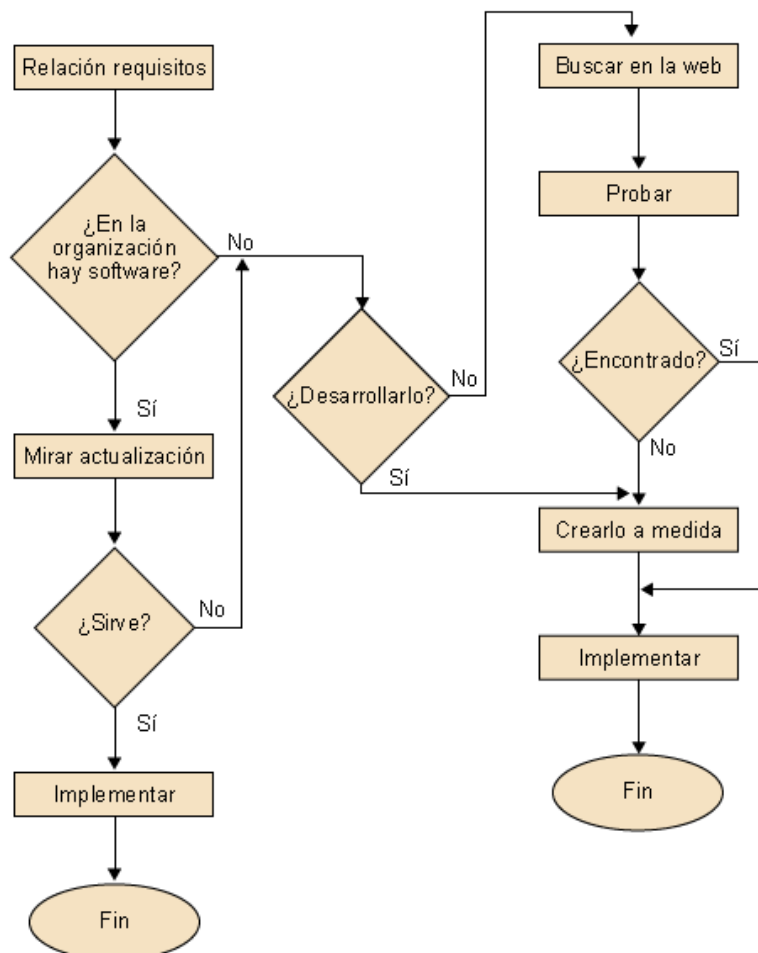 Relación requisitos
¿En la
organización
hay software?
No
Sí
Mirar actualización
¿Sirve?
No
Sí
Implementar
Fin
¿Desarrollarlo?
No
Sí
Buscar en la web
Probar
¿Encontrado?
Sí
No
Crearlo a medida
Implementar
Fin